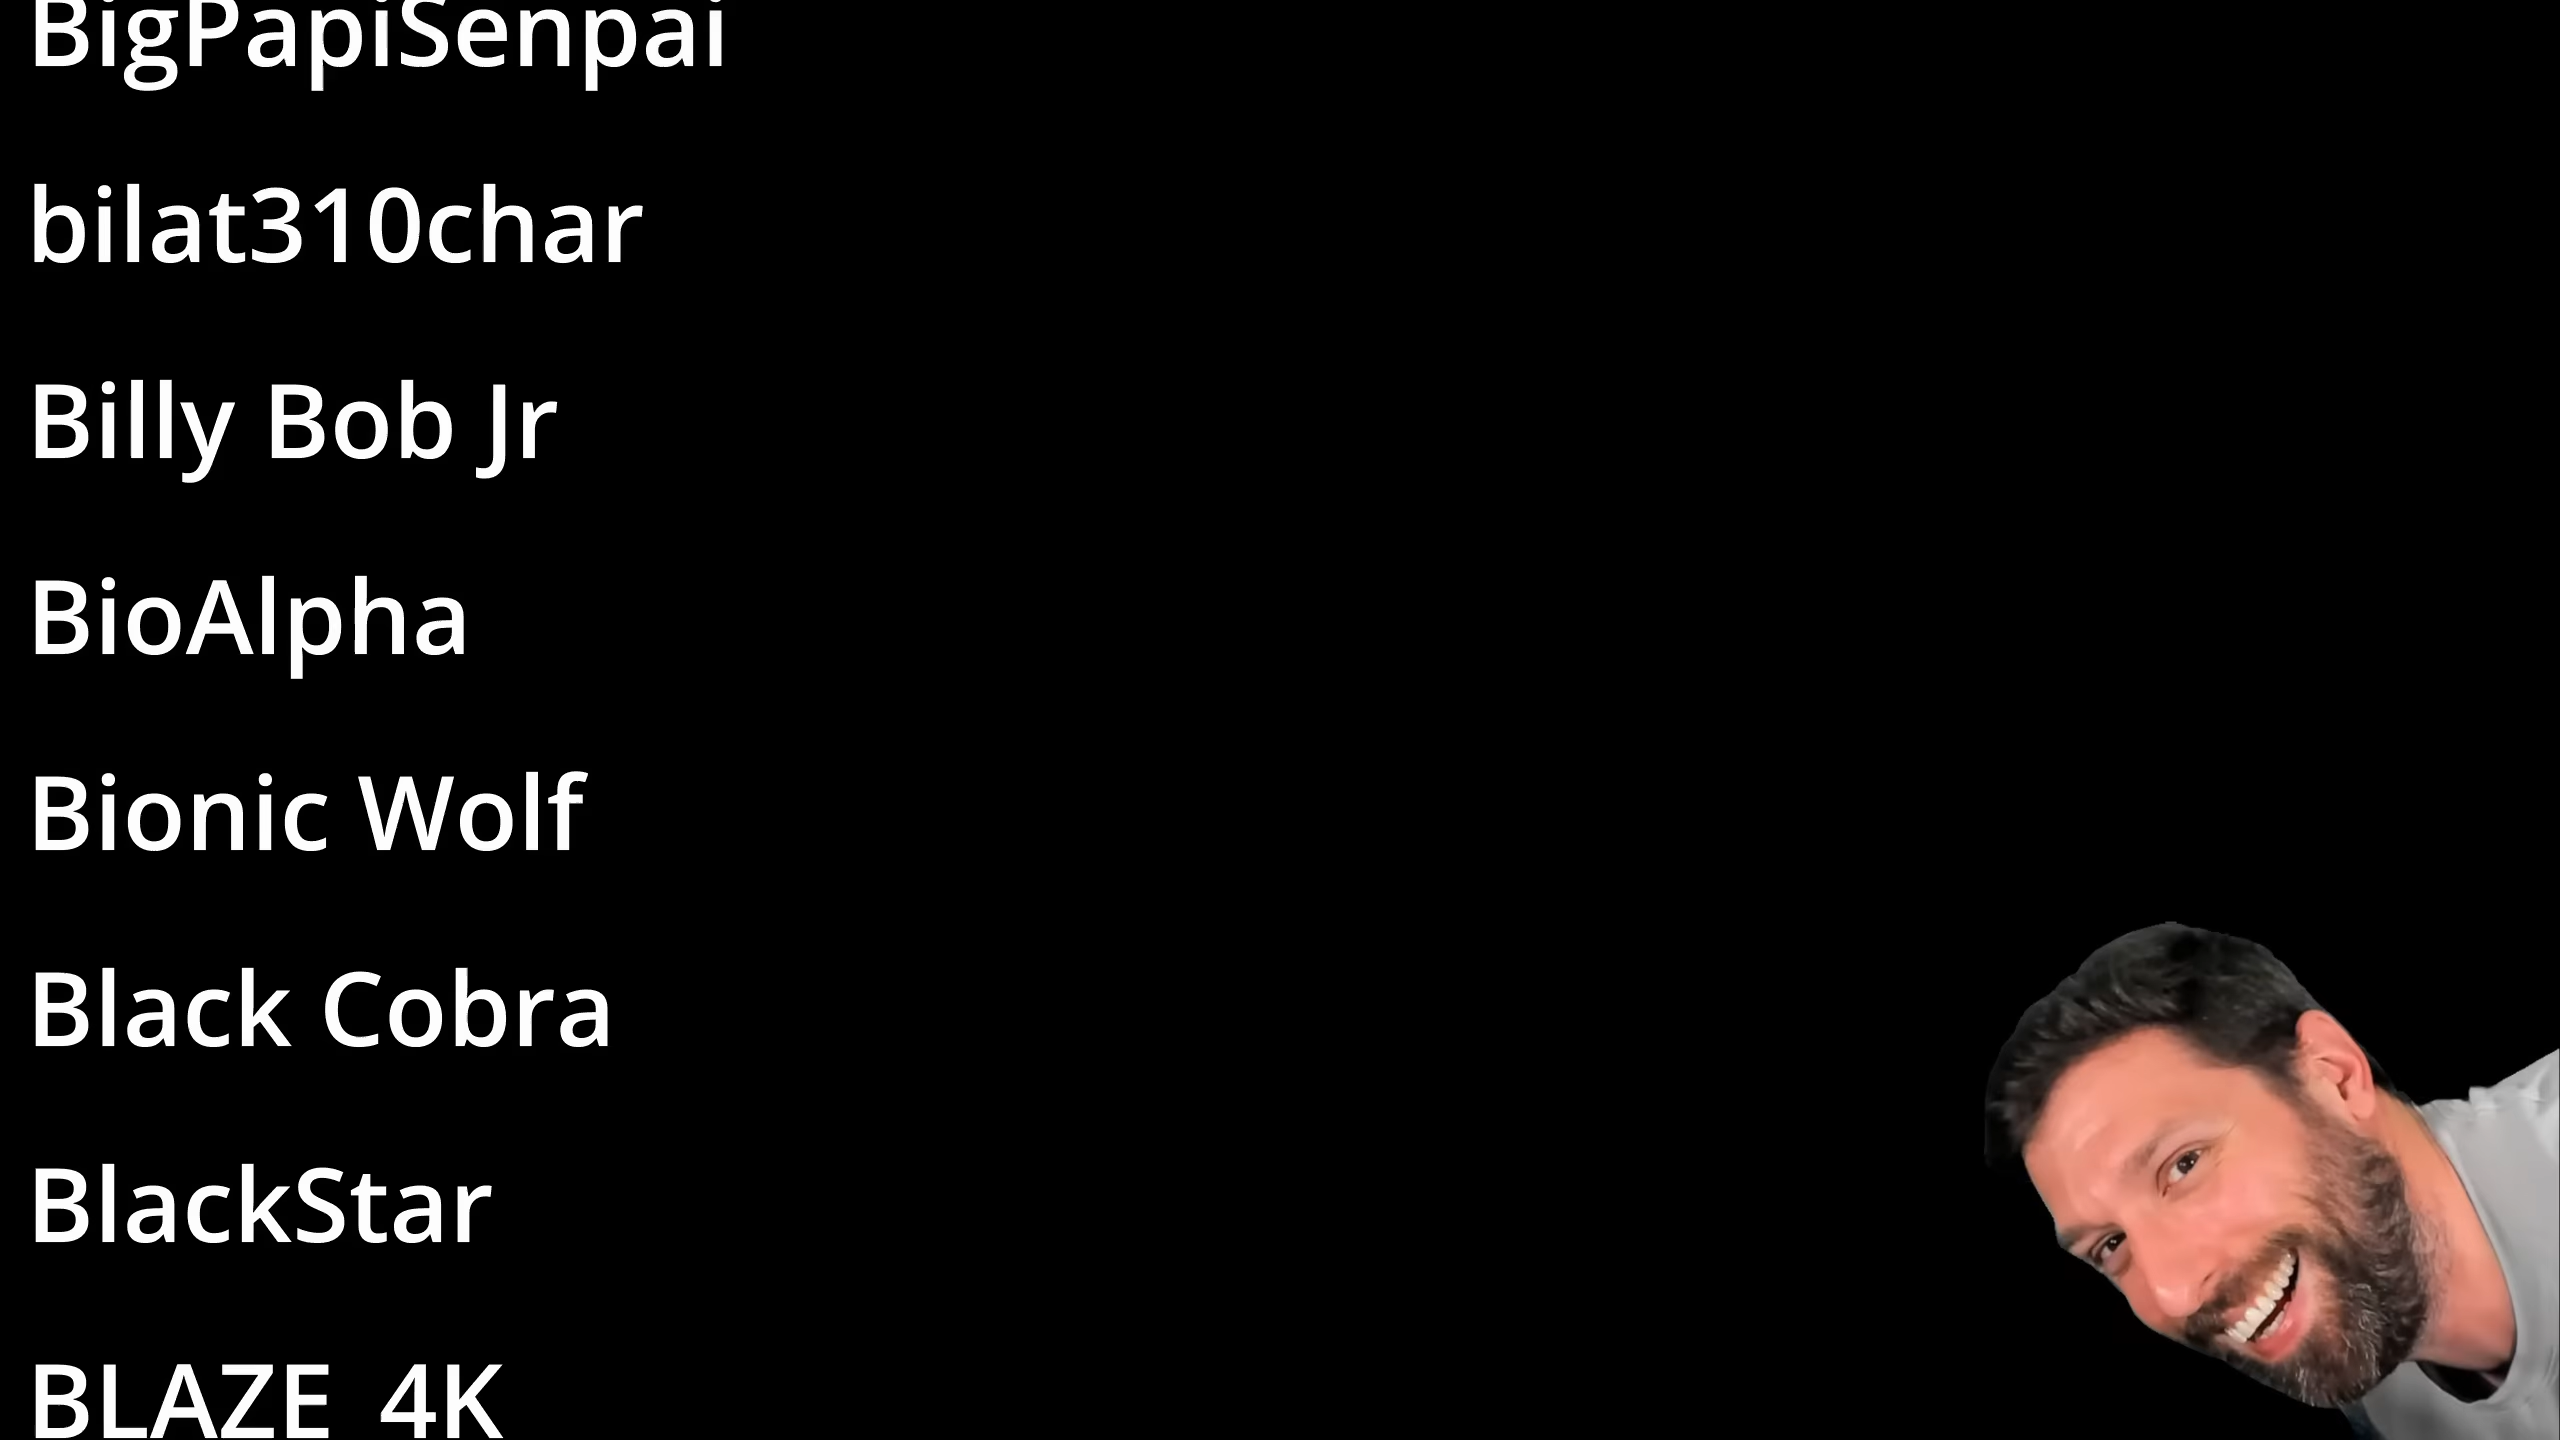 BigPapiSenpai
bilat310char
Billy Bob Jr
BioAlpha
Bionic Wolf
Black Cobra
BlackStar
BLAZE 4K